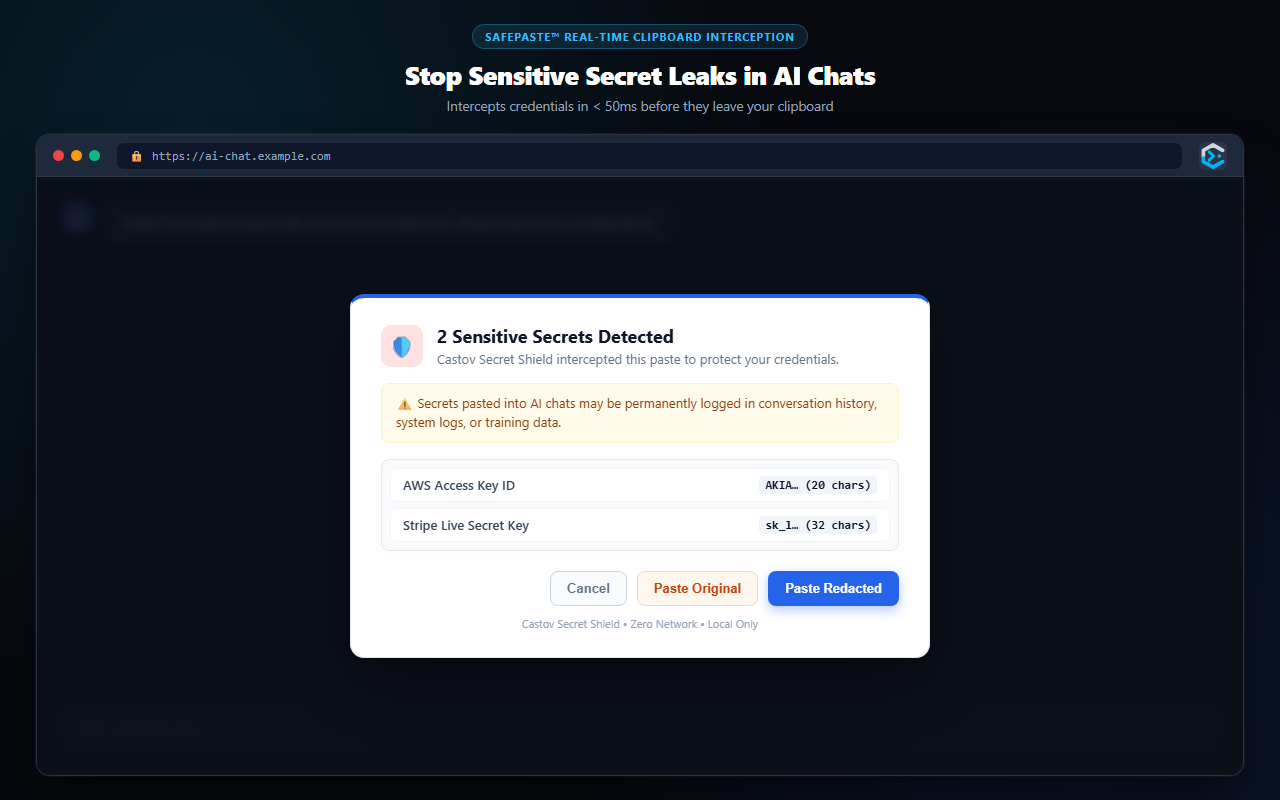 SAFEPASTE™ REAL-TIME CLIPBOARD INTERCEPTION
Stop Sensitive Secret Leaks in AI Chats
Intercepts credentials in < 50ms before they leave your clipboard
https://ai-chat.example.com
2 Sensitive Secrets Detected
Castov Secret Shield intercepted this paste to protect your credentials.
Secrets pasted into AI chats may be permanently logged in conversation history,
system logs, or training data.
AWS Access Key ID AKIA… (20 chars)
Stripe Live Secret Key sk_l… (32 chars)
Cancel Paste Original Paste Redacted
Castov Secret Shield • Zero Network • Local Only